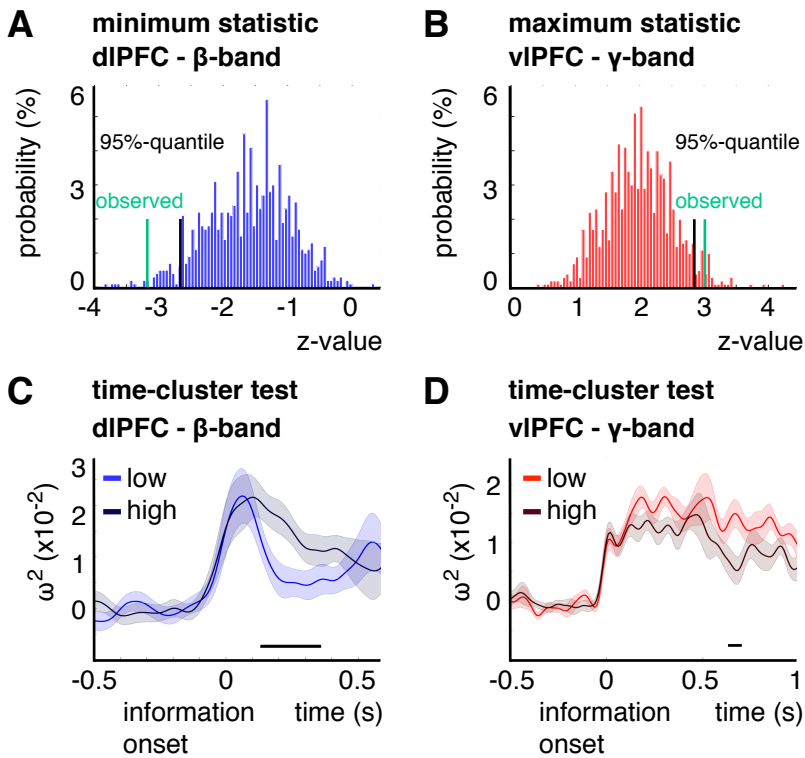 A
minimum statistic
dlPFC - β-band
probability (%)
6
3
0
95%-quantile
observed
-4 -3 -2 -1 0
z-value
B
maximum statistic
vlPFC - γ-band
probability (%)
6
3
0
95%-quantile
observed
0 1 2 3 4
z-value
C
time-cluster test
dlPFC - β-band
ω² (x10⁻²)
3
2
1
0
low
high
-0.5 0 0.5
information
onset
time (s)
D
time-cluster test
vlPFC - γ-band
ω² (x10⁻²)
2
1
0
low
high
-0.5 0 0.5 1
information
onset
time (s)